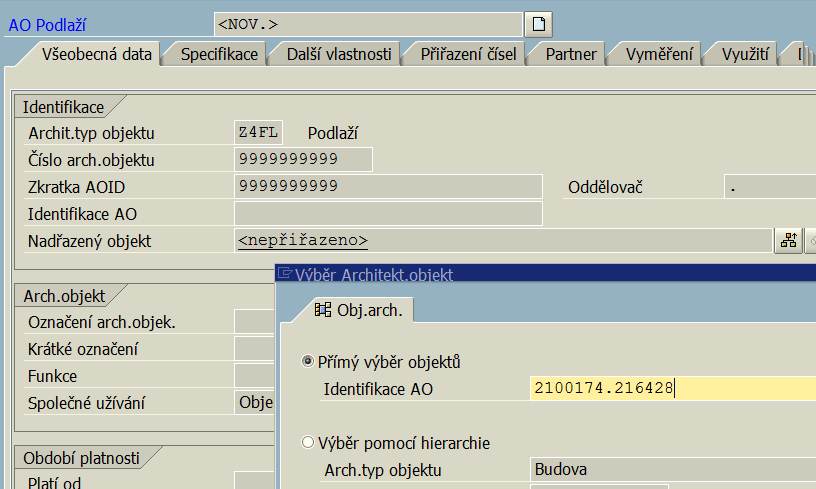 AO Podlaží <NOV.>
Všeobecná data Specifikace Další vlastnosti Přiřazení čísel Partner Vyměření Využití
Identifikace
Archit.typ objektu Z4FL Podlaží
Číslo arch.objektu 9999999999
Zkratka AOID 9999999999 Oddělovač .
Identifikace AO
Nadřazený objekt <nepřiřazeno>
Výběr Architekt.objekt
Arch.objekt
Obj.arch.
Označení arch.objek.
Krátké označení
Přímý výběr objektů
Funkce
Identifikace AO 2100174.216428
Společné užívání Obje
Výběr pomocí hierarchie
Období platnosti
Arch.typ objektu Budova
Platí od